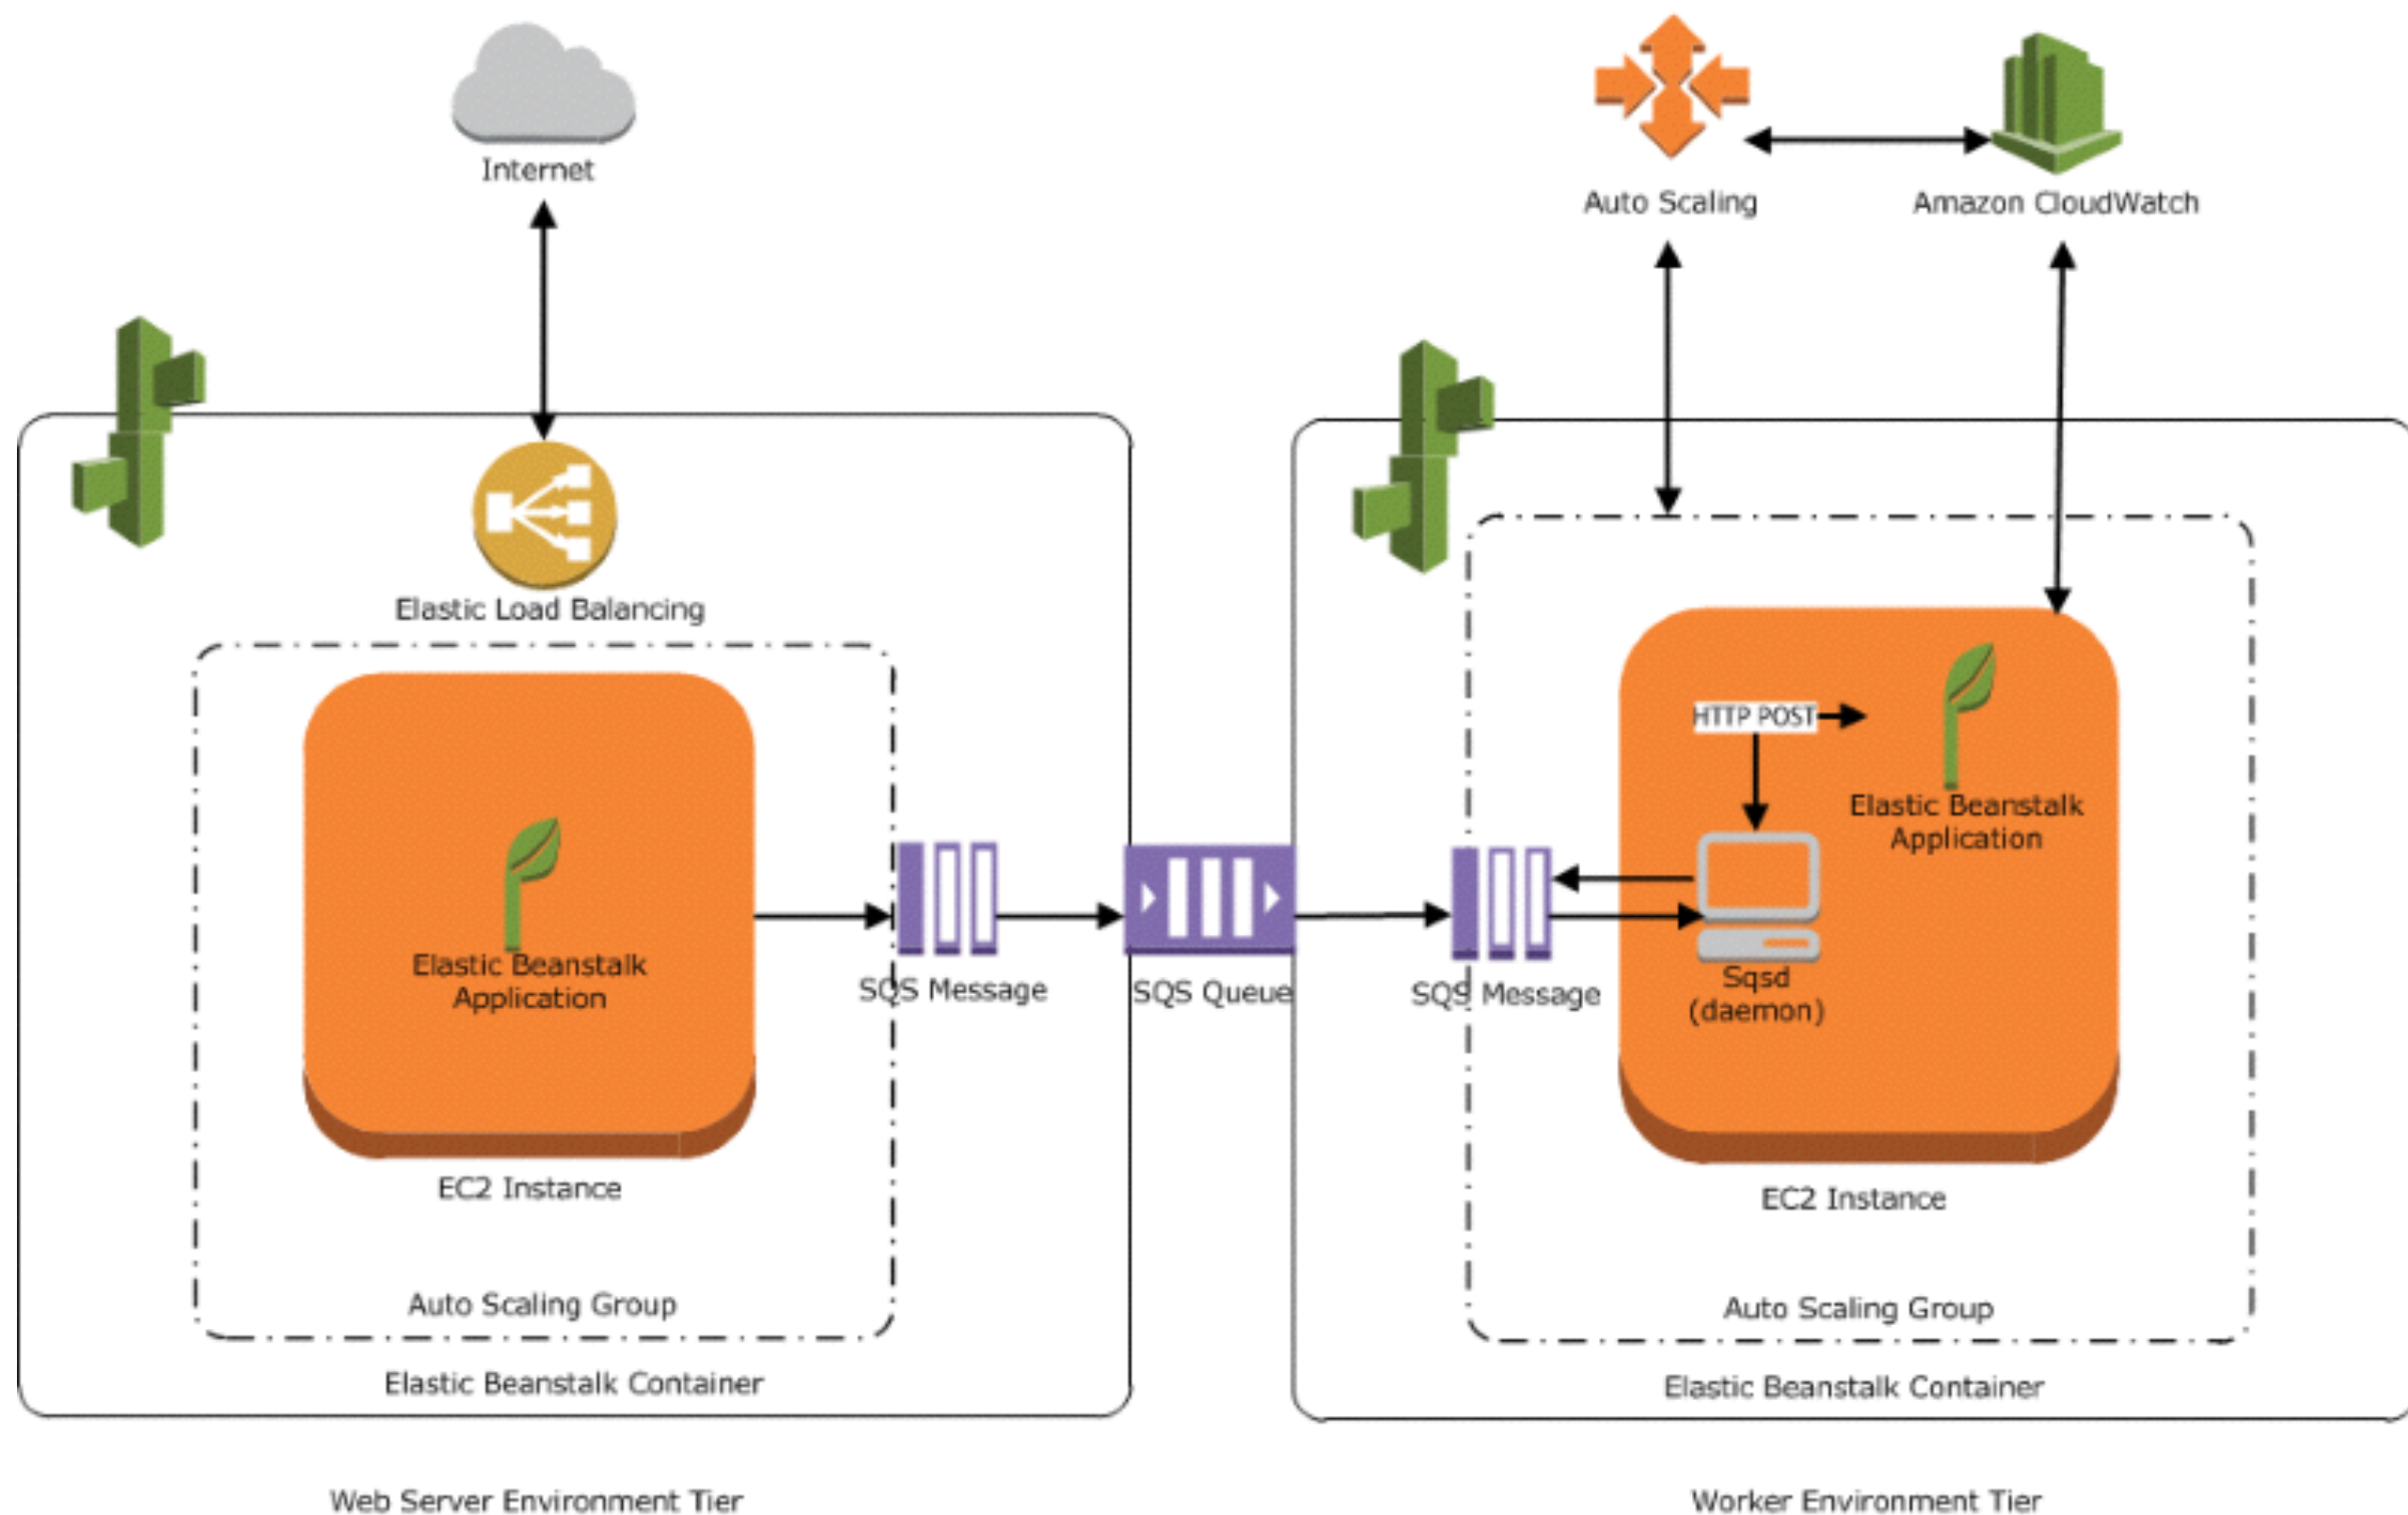 Internet
Auto Scaling
Amazon CloudWatch
Elastic Load Balancing
HTTP POST
Elastic Beanstalk
Application
Elastic Beanstalk
Application
SQS Message
SQS Queue
SQS Message
Sqsd
(daemon)
EC2 Instance
EC2 Instance
Auto Scaling Group
Auto Scaling Group
Elastic Beanstalk Container
Elastic Beanstalk Container
Web Server Environment Tier
Worker Environment Tier